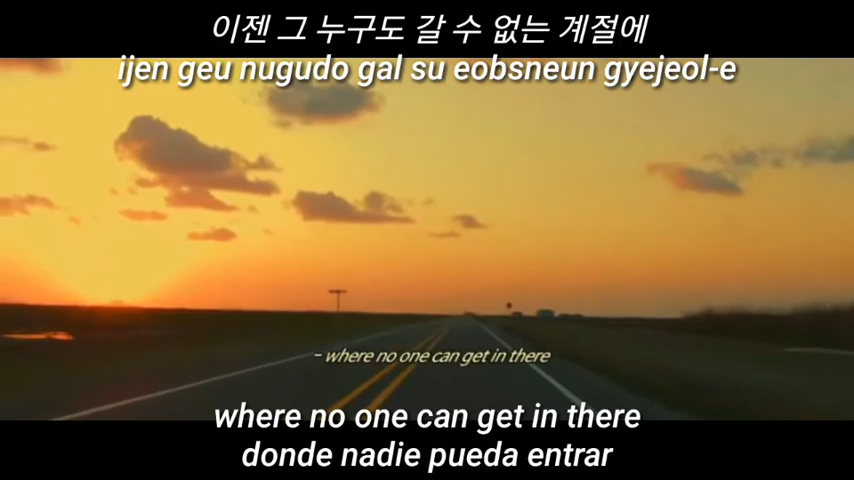 이젠 그 누구도 갈 수 없는 계절에
ijen geu nugudo gal su eobsneun gyejeol-e
- where no one can get in there
where no one can get in there
donde nadie pueda entrar